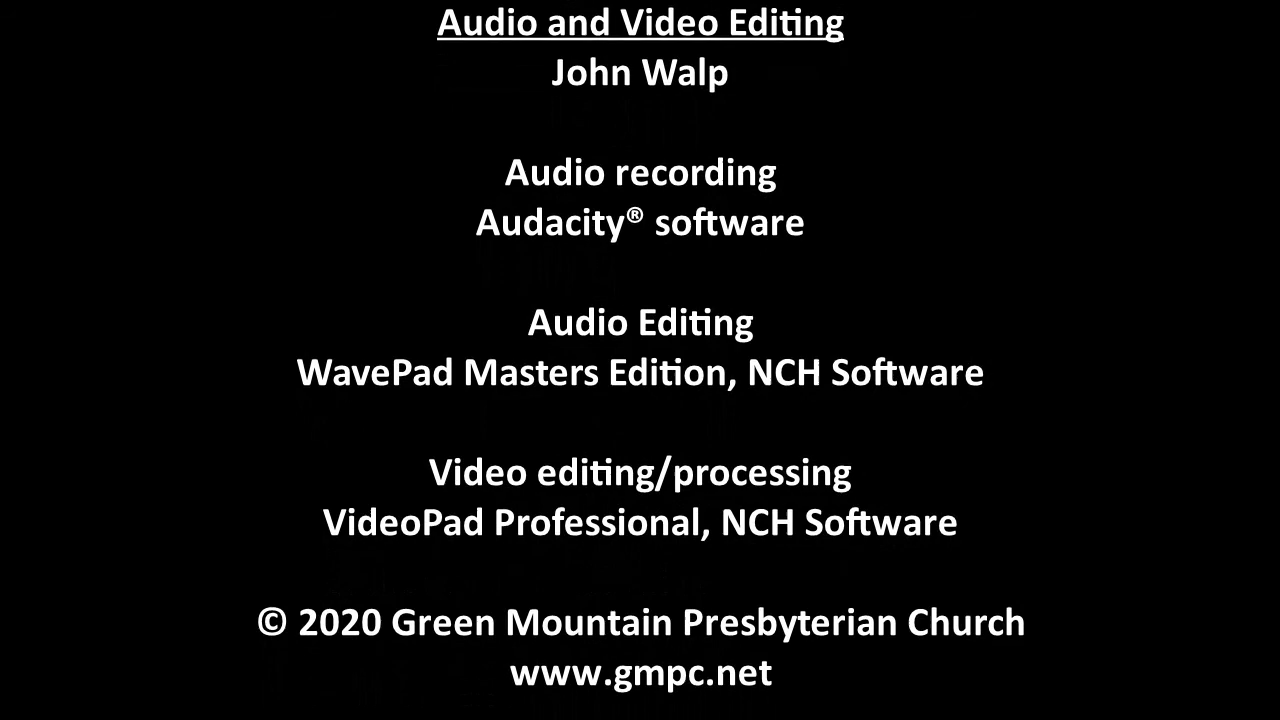 Audio and Video Editing
John Walp
Audio recording
Audacity® software
Audio Editing
WavePad Masters Edition, NCH Software
Video editing/processing
VideoPad Professional, NCH Software
© 2020 Green Mountain Presbyterian Church
www.gmpc.net